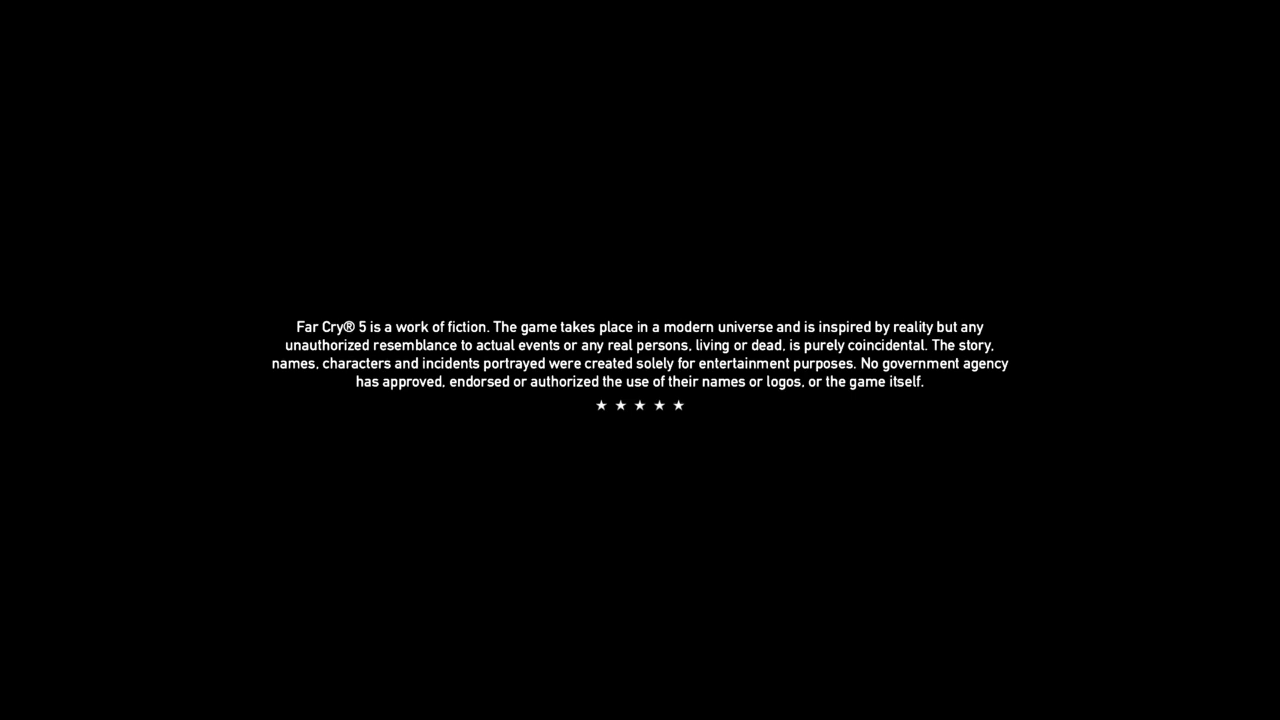 Far Cry® 5 is a work of fiction. The game takes place in a modern universe and is inspired by reality but any
unauthorized resemblance to actual events or any real persons, living or dead, is purely coincidental. The story,
names, characters and incidents portrayed were created solely for entertainment purposes. No government agency
has approved, endorsed or authorized the use of their names or logos, or the game itself.
★ ★ ★ ★ ★